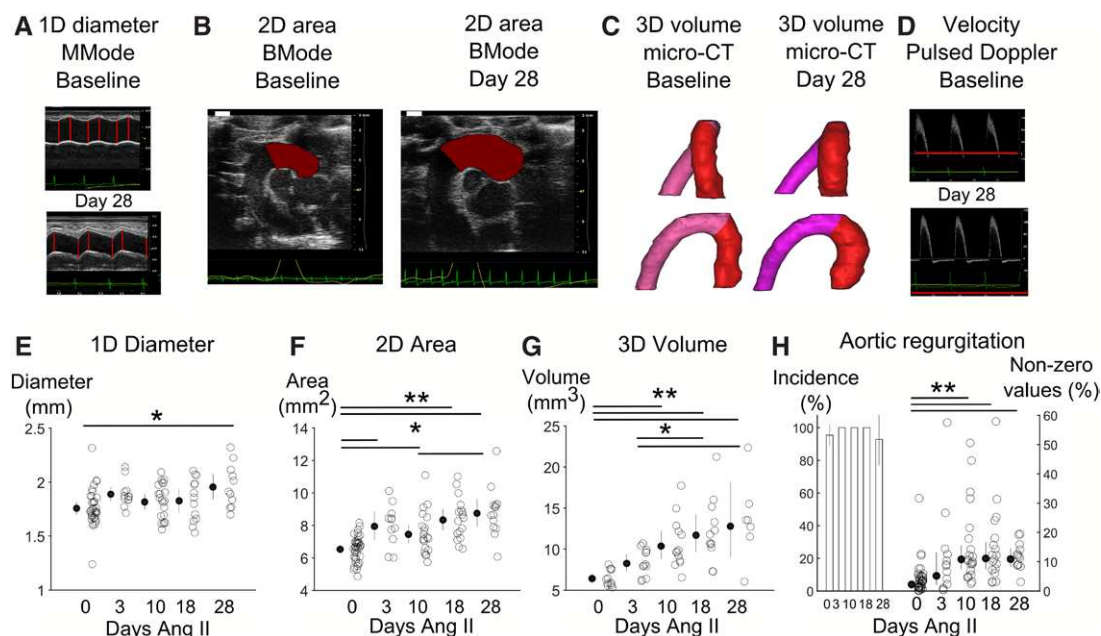 A 1D diameter
MMode
Baseline
Day 28
B 2D area
BMode
Baseline
2D area
BMode
Day 28
C 3D volume
micro-CT
Baseline
3D volume
micro-CT
Day 28
D Velocity
Pulsed Doppler
Baseline
Day 28
E 1D Diameter
Diameter
(mm)
*
2.5
2
1.5
1
0 3 10 18 28
Days Ang II
F 2D Area
Area
(mm2)
**
*
12
10
8
6
4
0 3 10 18 28
Days Ang II
G 3D Volume
Volume
(mm3)
**
*
25
20
15
10
5
0
0 3 10 18 28
Days Ang II
H Aortic regurgitation
Incidence
(%)
Non-zero
values (%)
**
100
80
60
40
20
0
0 3 10 18 28
60
50
40
30
20
10
0
0 3 10 18 28
Days Ang II